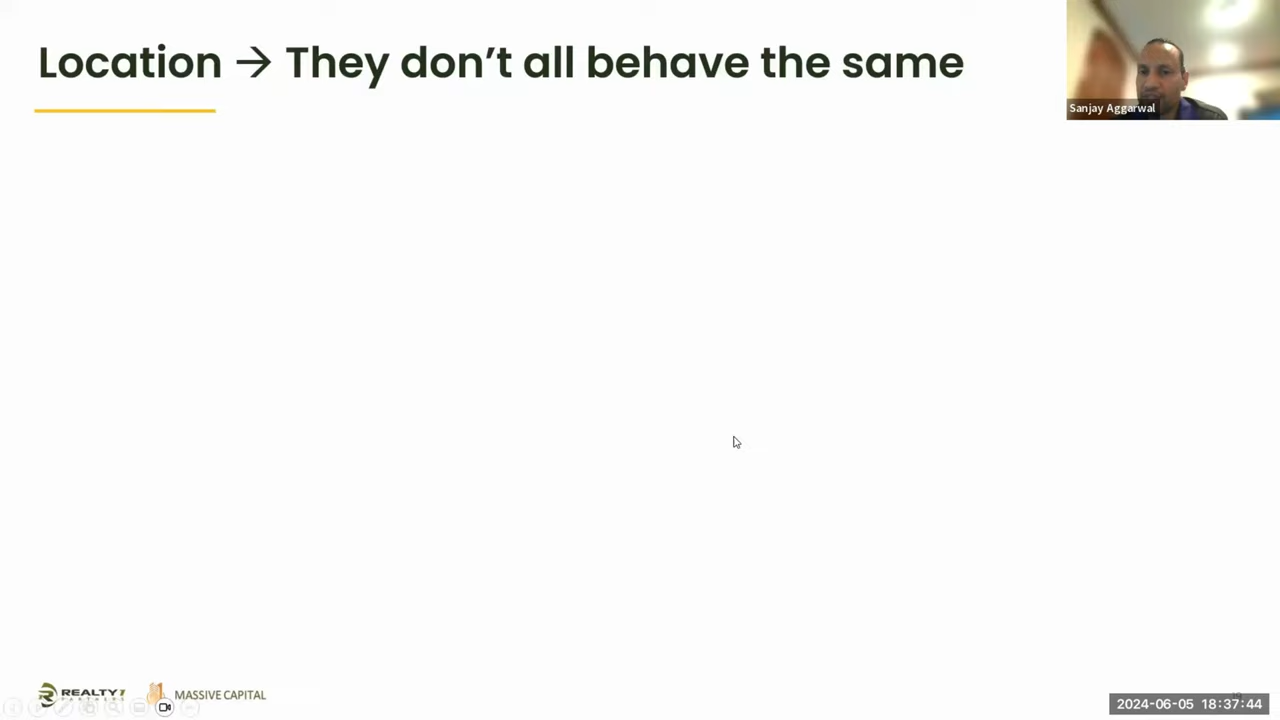 Location → They don’t all behave the same
Sanjay Aggarwal
REALTY
MASSIVE CAPITAL
2024-06-05 18:37:44